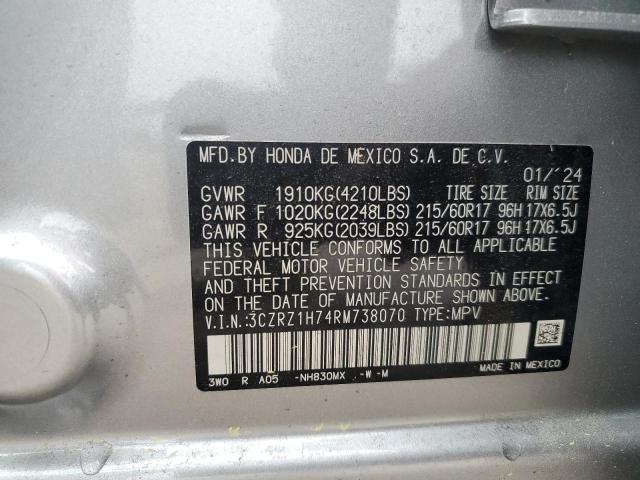 MFD.BY HONDA DE MEXICO S.A. DE C.V.
01/'24
GVWR 1910KG(4210LBS) TIRE SIZE RIM SIZE
GAWR F 1020KG(2248LBS) 215/60R17 96H 17X6.5J
GAWR R 925KG(2039LBS) 215/60R17 96H 17X6.5J
THIS VEHICLE CONFORMS TO ALL APPLICABLE
FEDERAL MOTOR VEHICLE SAFETY
AND THEFT PREVENTION STANDARDS IN EFFECT
ON THE DATE OF MANUFACTURE SHOWN ABOVE.
V.I.N.:3CZRZ1H74RM738070 TYPE:MPV
3W0 R A05 -NH830MX -W -M MADE IN MEXICO